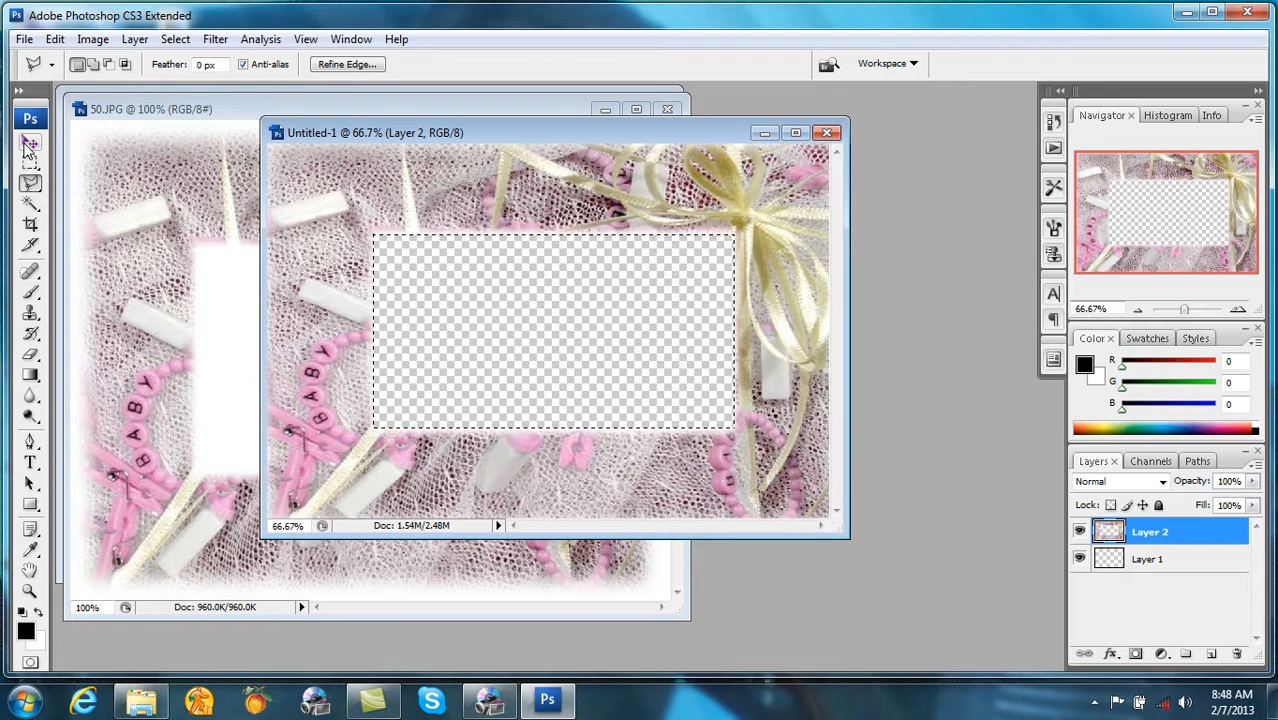 Adobe Photoshop CS3 Extended
File Edit Image Layer Select Filter Analysis View Window Help
Feather: 0 px Anti-alias Refine Edge... Workspace
50.JPG @ 100% (RGB/8#)
Ps
Untitled-1 @ 66.7% (Layer 2, RGB/8)
Navigator Histogram Info
66.67%
Color Swatches Styles
R 0
G 0
B 0
BABY
BABY
Layers Channels Paths
Normal Opacity: 100%
Lock: Fill: 100%
Layer 2
Layer 1
66.67% Doc: 1.54M/2.48M
100% Doc: 960.0K/960.0K
Ps
8:48 AM
2/7/2013